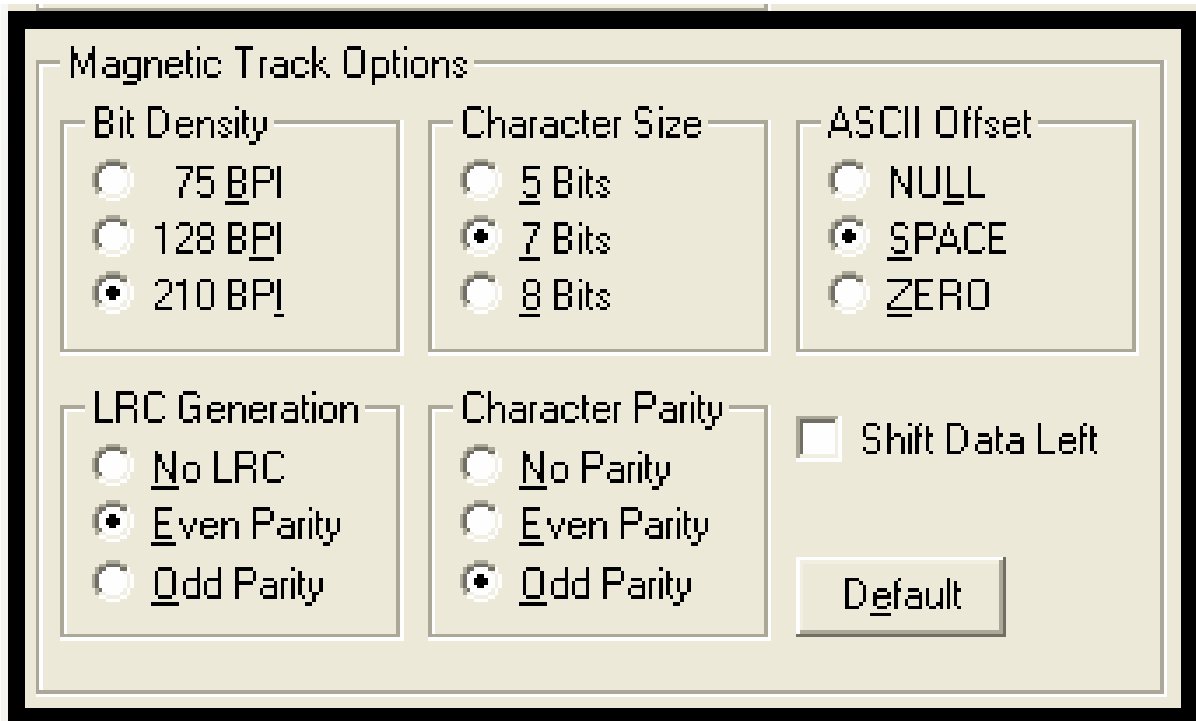 Magnetic Track Options
Bit Density
75 BPI
128 BPI
210 BPI
Character Size
5 Bits
7 Bits
8 Bits
ASCII Offset
NULL
SPACE
ZERO
LRC Generation
No LRC
Even Parity
Odd Parity
Character Parity
No Parity
Even Parity
Odd Parity
Shift Data Left
Default